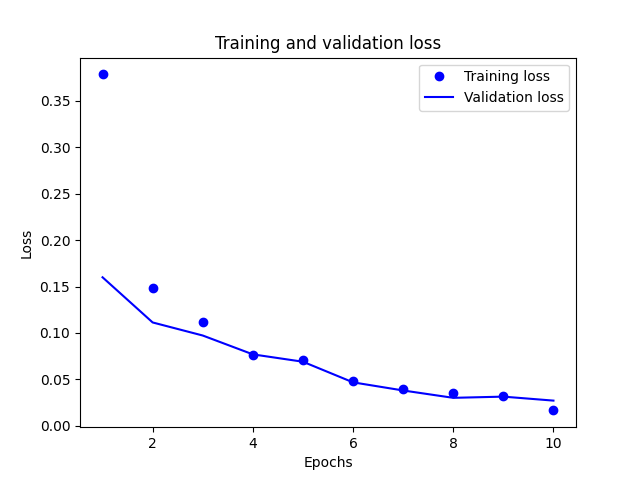 Training and validation loss
Training loss
Validation loss
0.35
0.30
0.25
0.20
0.15
0.10
0.05
0.00
Loss
2 4 6 8 10
Epochs